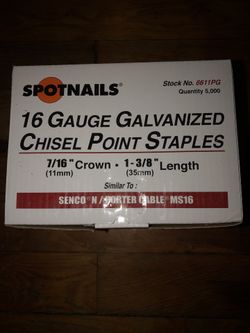 SPOTNAILS®
Stock No. 6611PG
Quantity 5,000
16 GAUGE GALVANIZED
CHISEL POINT STAPLES
7/16" Crown • 1-3/8" Length
(11mm) (35mm)
Similar To:
SENCO® N / PORTER CABLE® MS16